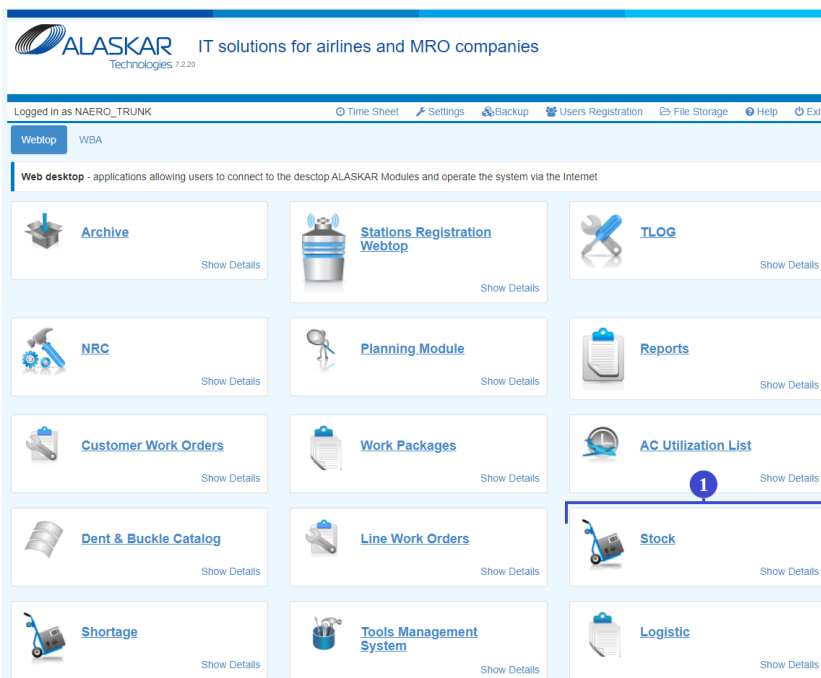 ALASKAR
Technologies 7.2.20
IT solutions for airlines and MRO companies
Logged in as NAERO_TRUNK
Time Sheet Settings Backup Users Registration File Storage Help Exit
Webtop WBA
Web desktop - applications allowing users to connect to the desctop ALASKAR Modules and operate the system via the Internet
Archive
Show Details
Stations Registration
Webtop
Show Details
TLOG
Show Details
NRC
Show Details
Planning Module
Show Details
Reports
Show Details
Customer Work Orders
Show Details
Work Packages
Show Details
AC Utilization List
Show Details
1
Dent & Buckle Catalog
Show Details
Line Work Orders
Show Details
Stock
Show Details
Shortage
Show Details
Tools Management
System
Show Details
Logistic
Show Details